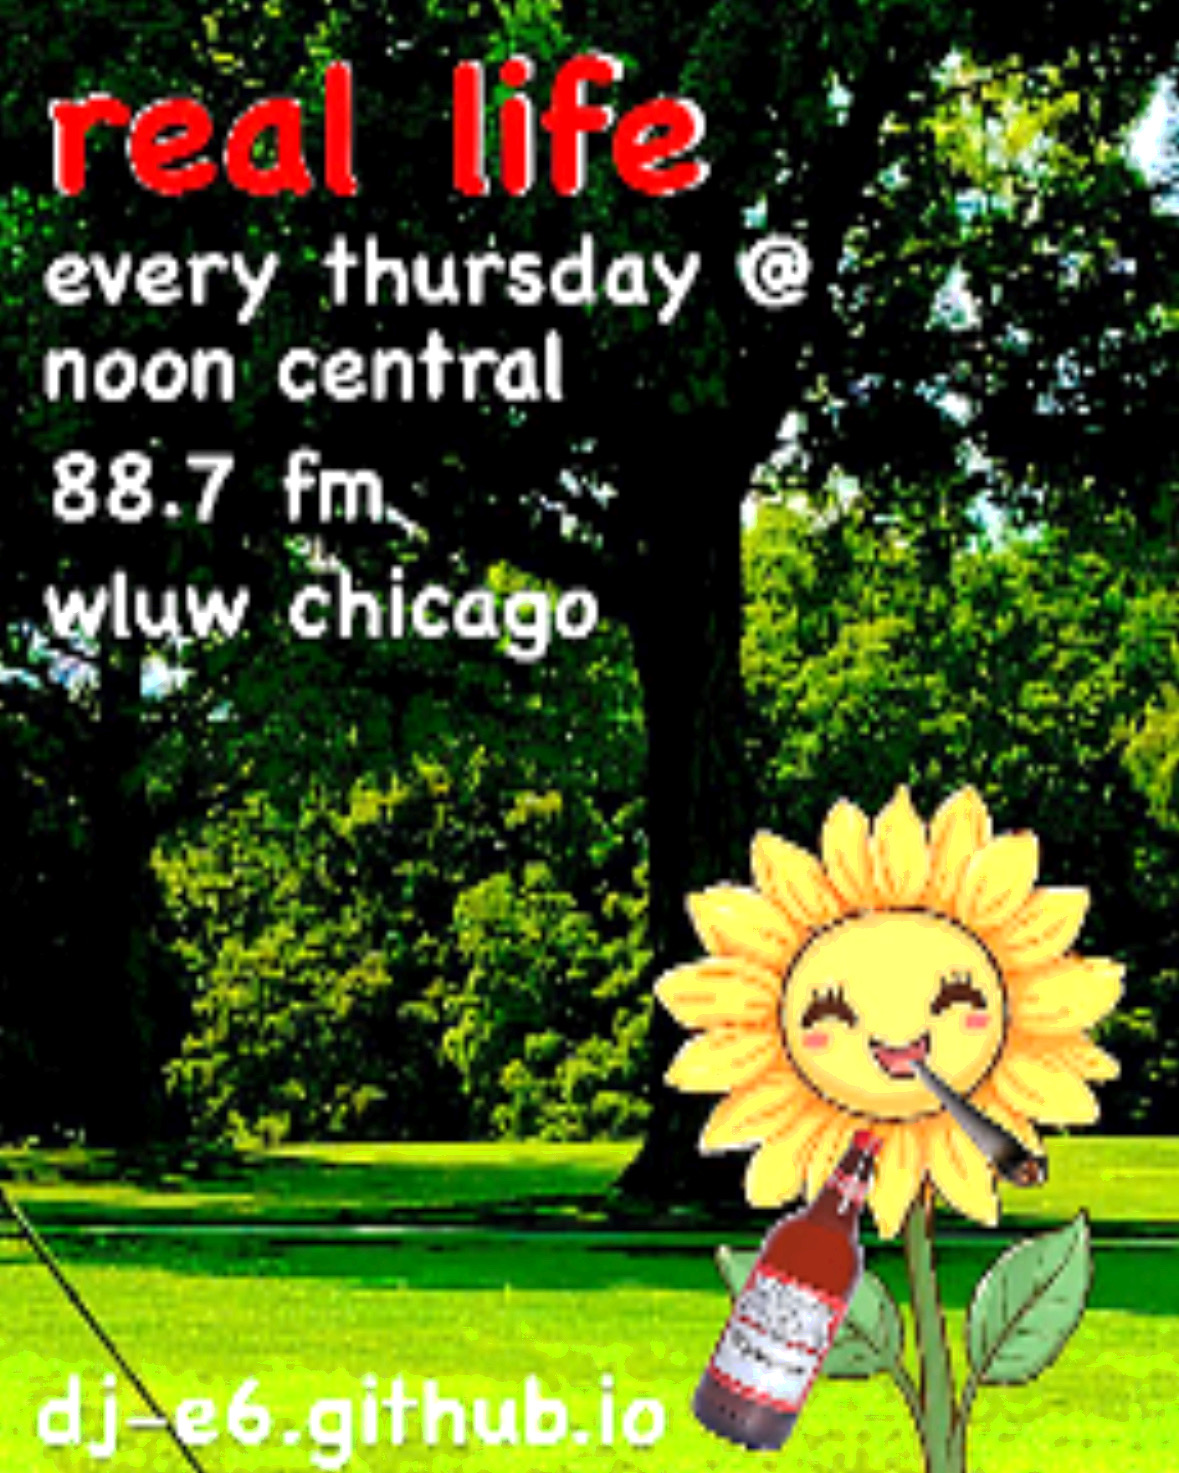 real life
every thursday @
noon central
88.7 fm
wluw chicago
dj-e6.github.io